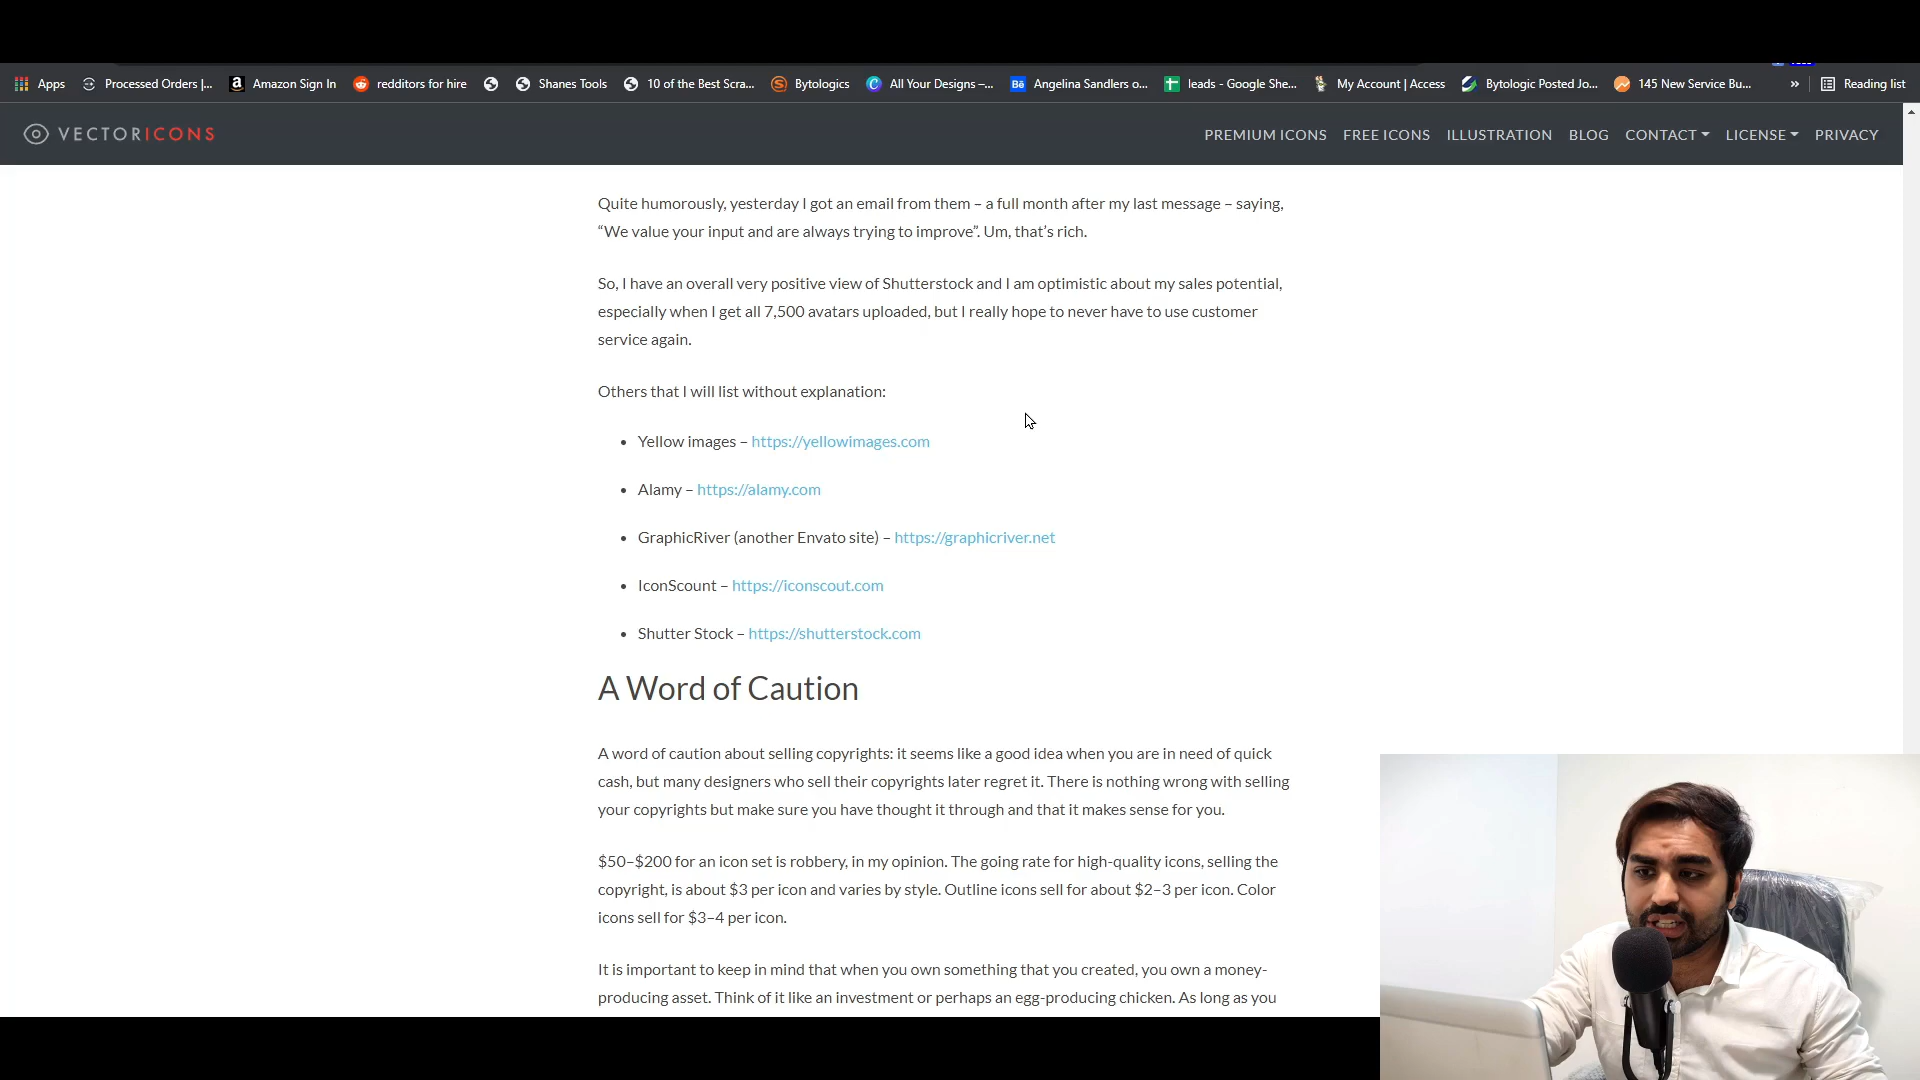 Apps
Processed Orders |...
Amazon Sign In
redditors for hire
Shanes Tools
10 of the Best Scra...
Bytologics
All Your Designs –...
Angelina Sandlers o...
leads - Google She...
My Account | Access
Bytologic Posted Jo...
145 New Service Bu...
»
Reading list
VECTORICONS
PREMIUM ICONS
FREE ICONS
ILLUSTRATION
BLOG
CONTACT
LICENSE
PRIVACY
Quite humorously, yesterday I got an email from them – a full month after my last message – saying,
“We value your input and are always trying to improve”. Um, that’s rich.
So, I have an overall very positive view of Shutterstock and I am optimistic about my sales potential,
especially when I get all 7,500 avatars uploaded, but I really hope to never have to use customer
service again.
Others that I will list without explanation:
• Yellow images – https://yellowimages.com
• Alamy – https://alamy.com
• GraphicRiver (another Envato site) – https://graphicriver.net
• IconScount – https://iconscout.com
• Shutter Stock – https://shutterstock.com
A Word of Caution
A word of caution about selling copyrights: it seems like a good idea when you are in need of quick
cash, but many designers who sell their copyrights later regret it. There is nothing wrong with selling
your copyrights but make sure you have thought it through and that it makes sense for you.
$50–$200 for an icon set is robbery, in my opinion. The going rate for high-quality icons, selling the
copyright, is about $3 per icon and varies by style. Outline icons sell for about $2–3 per icon. Color
icons sell for $3–4 per icon.
It is important to keep in mind that when you own something that you created, you own a money-
producing asset. Think of it like an investment or perhaps an egg-producing chicken. As long as you